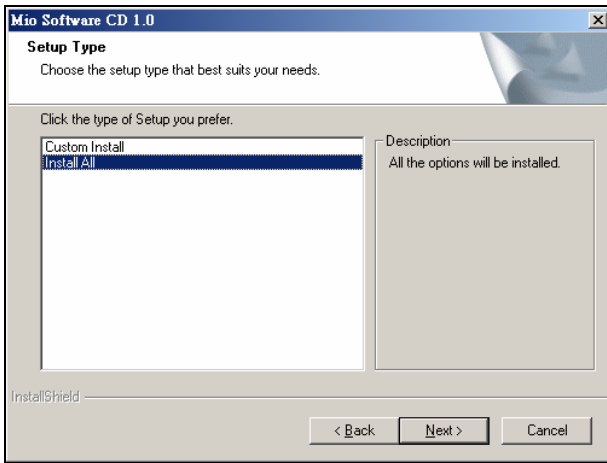 Mio Software CD 1.0
Setup Type
Choose the setup type that best suits your needs.
Click the type of Setup you prefer.
Custom Install
Install All
Description
All the options will be installed.
InstallShield
< Back
Next >
Cancel